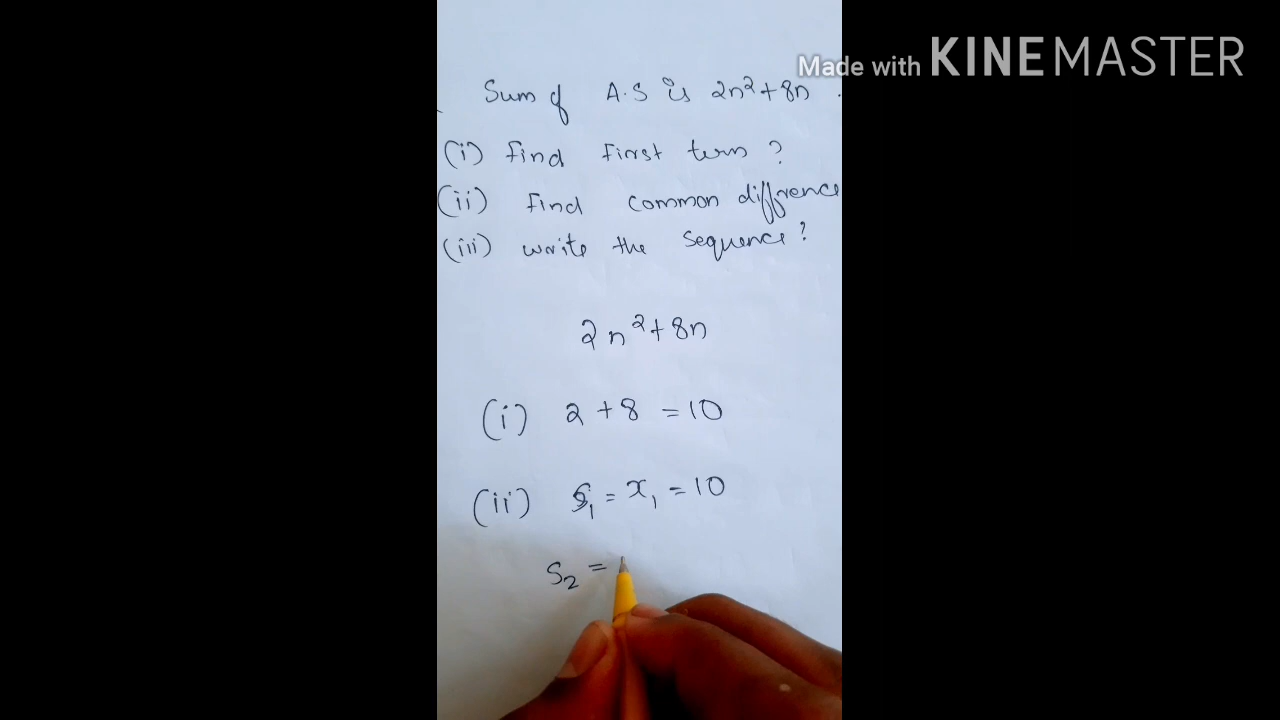 Made with KINEMASTER
Sum of A.S is 2n²+8n.
(i) Find First term ?
(ii) Find common diffrence
(iii) write the sequence ?
2n²+8n
(i) 2+8 =10
(ii) S₁ = x₁ =10
S₂ =